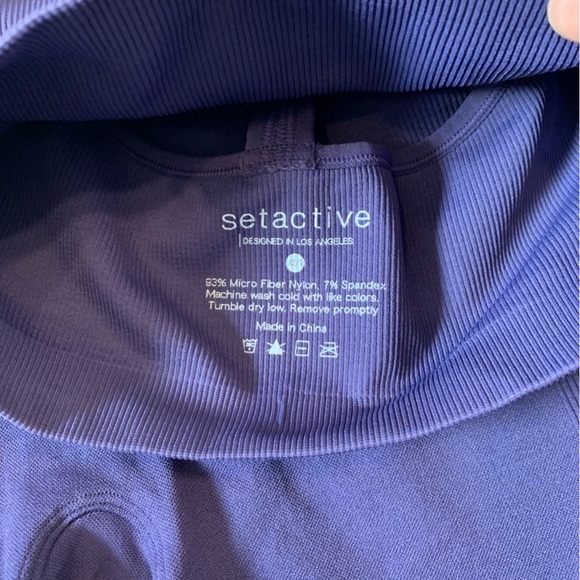 setactive
DESIGNED IN LOS ANGELES
93% Micro Fiber Nylon, 7% Spandex
Machine wash cold with like colors.
Tumble dry low. Remove promptly
Made in China